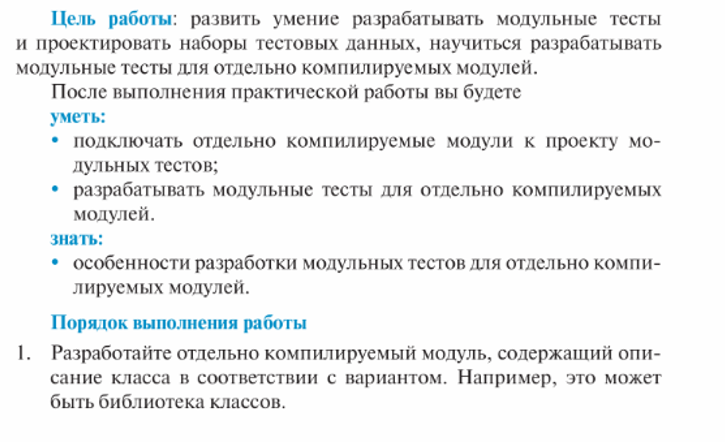 Цель работы: развить умение разрабатывать модульные тесты
и проектировать наборы тестовых данных, научиться разрабатывать
модульные тесты для отдельно компилируемых модулей.
После выполнения практической работы вы будете
уметь:
• подключать отдельно компилируемые модули к проекту мо-
дульных тестов;
• разрабатывать модульные тесты для отдельно компилируемых
модулей.
знать:
• особенности разработки модульных тестов для отдельно компи-
лируемых модулей.
Порядок выполнения работы
1. Разработайте отдельно компилируемый модуль, содержащий опи-
сание класса в соответствии с вариантом. Например, это может
быть библиотека классов.